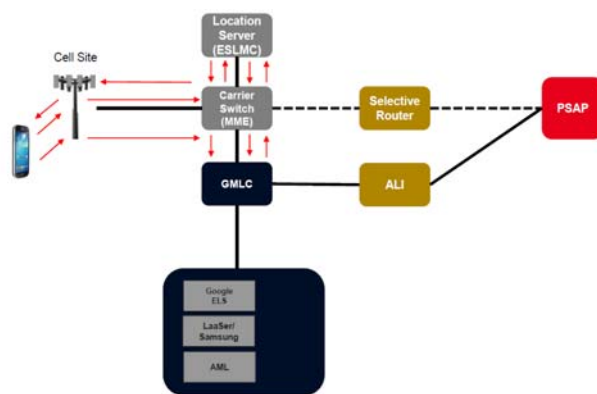 Location
Server
(ESLMC)
Cell Site
Carrier
Switch
(MME)
Selective
Router
PSAP
GMLC
ALI
Google
ELS
LaaSer/
Samsung
AML